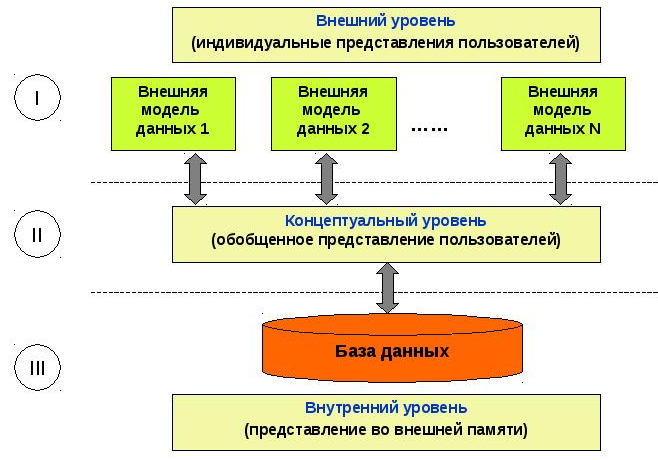 Внешний уровень
(индивидуальные представления пользователей)
I
Внешняя
модель
данных 1
Внешняя
модель
данных 2
......
Внешняя
модель
данных N
II
Концептуальный уровень
(обобщенное представление пользователей)
База данных
III
Внутренний уровень
(представление во внешней памяти)